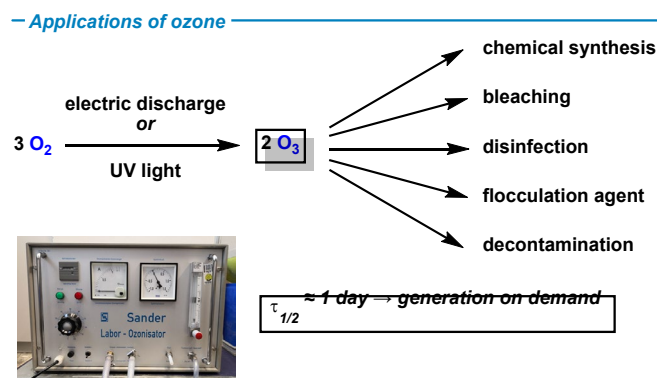 Applications of ozone
3 O2
electric discharge
or
UV light
2 O3
chemical synthesis
bleaching
disinfection
flocculation agent
decontamination
Sander
Labor - Ozonisator
τ1/2 ≈ 1 day → generation on demand